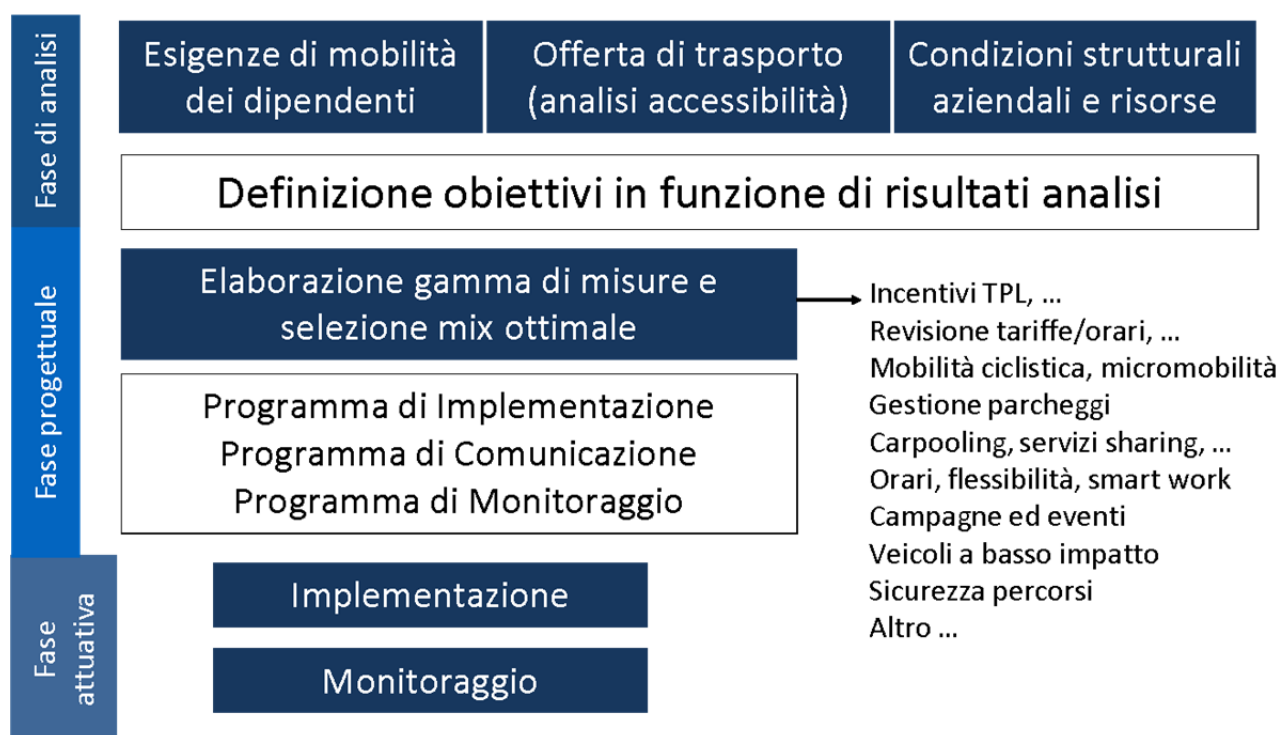 Fase di analisi
Esigenze di mobilità
dei dipendenti
Offerta di trasporto
(analisi accessibilità)
Condizioni strutturali
aziendali e risorse
Definizione obiettivi in funzione di risultati analisi
Fase progettuale
Elaborazione gamma di misure e
selezione mix ottimale
Programma di Implementazione
Programma di Comunicazione
Programma di Monitoraggio
Incentivi TPL, ...
Revisione tariffe/orari, ...
Mobilità ciclistica, micromobilità
Gestione parcheggi
Carpooling, servizi sharing, ...
Orari, flessibilità, smart work
Campagne ed eventi
Veicoli a basso impatto
Sicurezza percorsi
Altro ...
Fase
attuativa
Implementazione
Monitoraggio